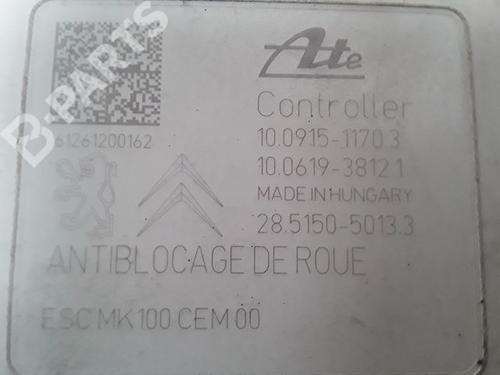 B-PARTS
Ate
Controller
61261200162
10.0915-1170.3
10.0619-3812.1
MADE IN HUNGARY
28.5150-5013.3
ANTIBLOCAGE DE ROUE
ESC MK100 CEM 00